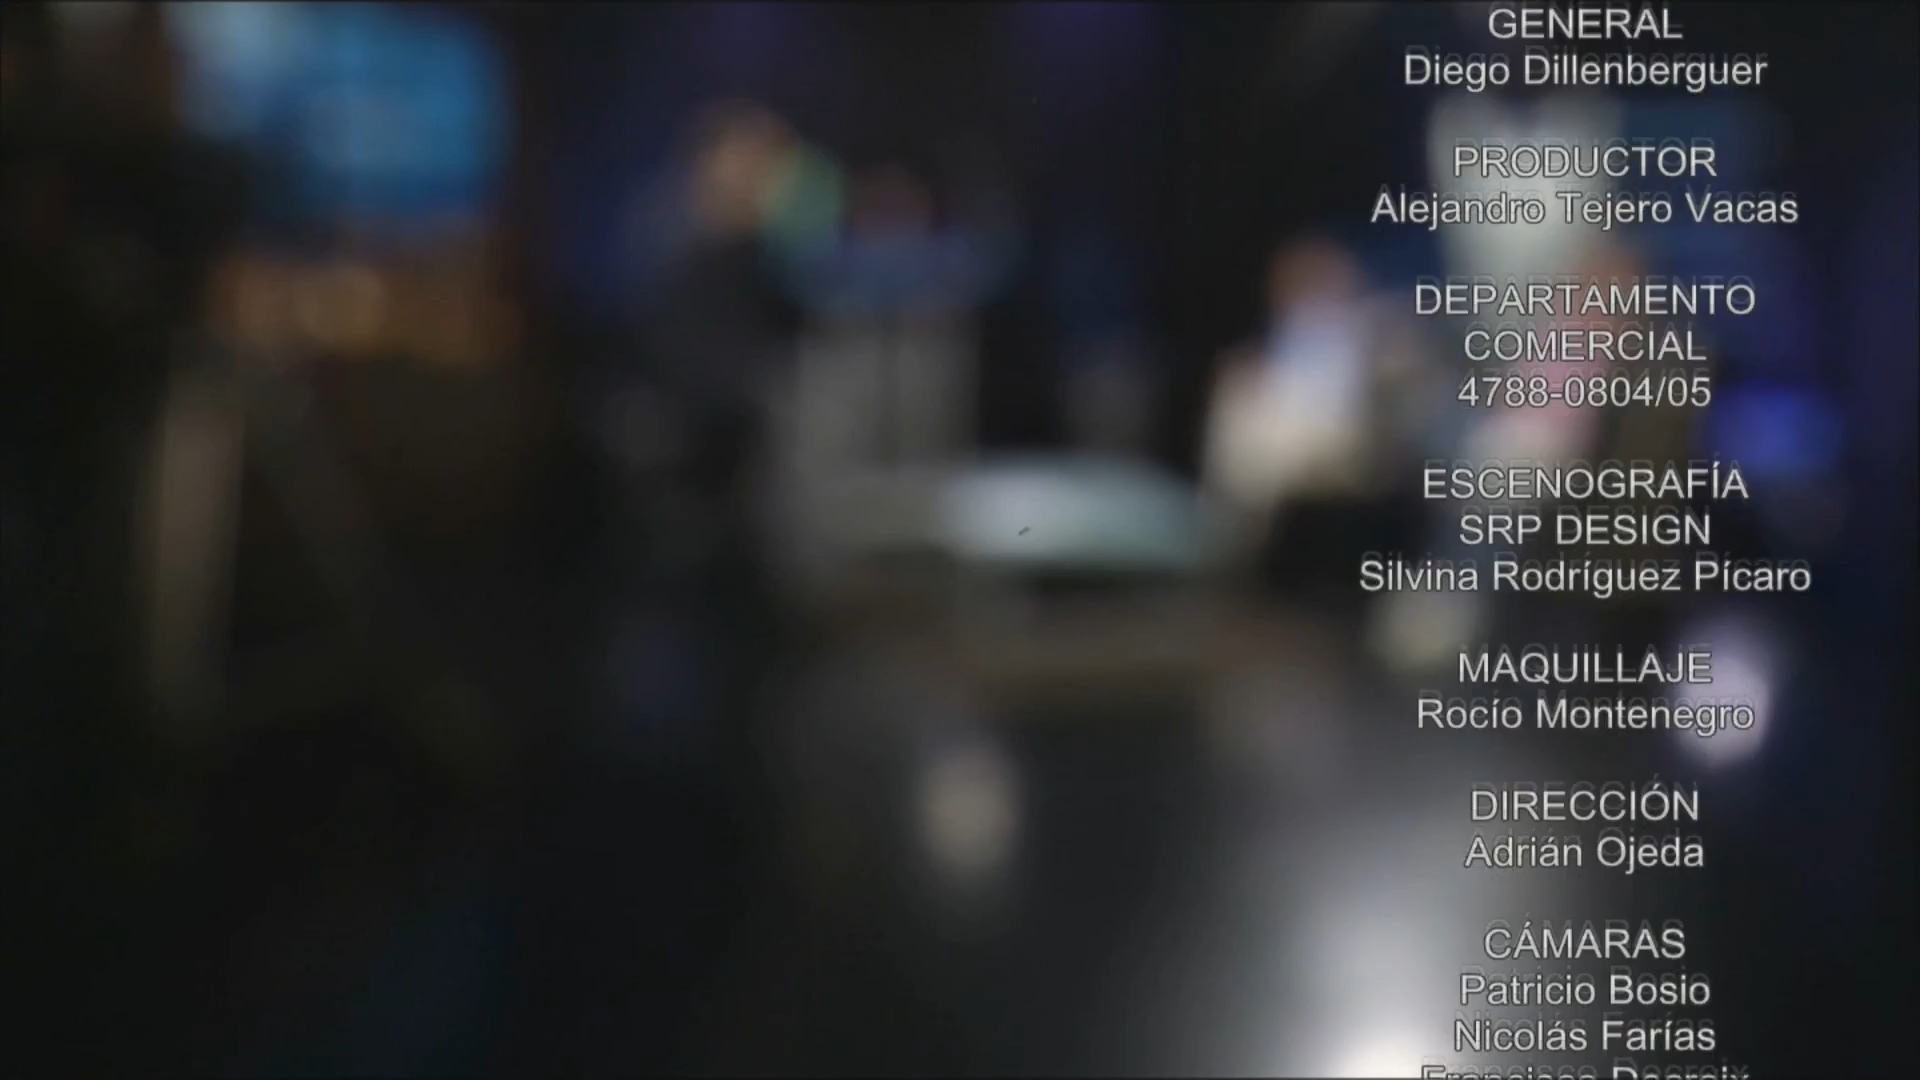 GENERAL
Diego Dillenberguer
PRODUCTOR
Alejandro Tejero Vacas
DEPARTAMENTO
COMERCIAL
4788-0804/05
ESCENOGRAFÍA
SRP DESIGN
Silvina Rodríguez Pícaro
MAQUILLAJE
Rocío Montenegro
DIRECCIÓN
Adrián Ojeda
CÁMARAS
Patricio Bosio
Nicolás Farías